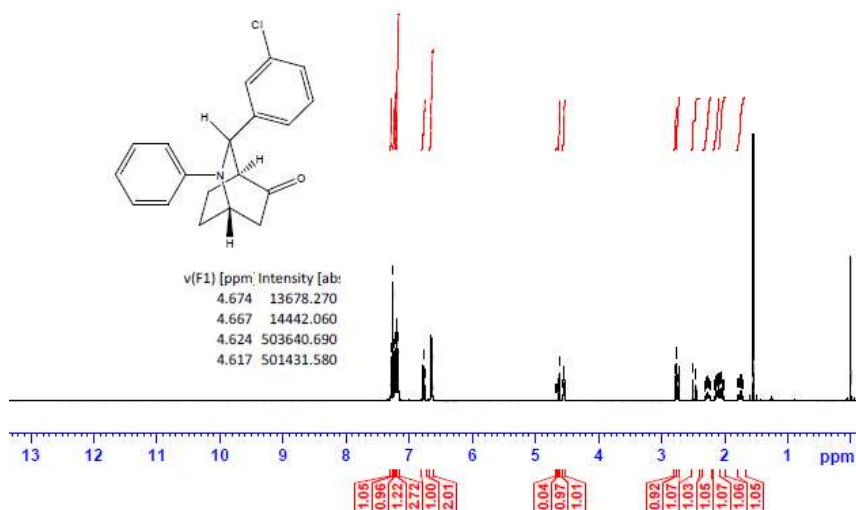 Cl
H
H
N
O
H
ν(F1) [ppm Intensity [ab:
4.674 13678.270
4.667 14442.060
4.624 503640.690
4.617 501431.580
13 12 11 10 9 8 7 6 5 4 3 2 1 ppm
1.05 0.96 1.22 2.72 1.00 2.01 0.04 0.97 1.01 0.92 1.07 1.03 1.05 1.07 1.06 1.05